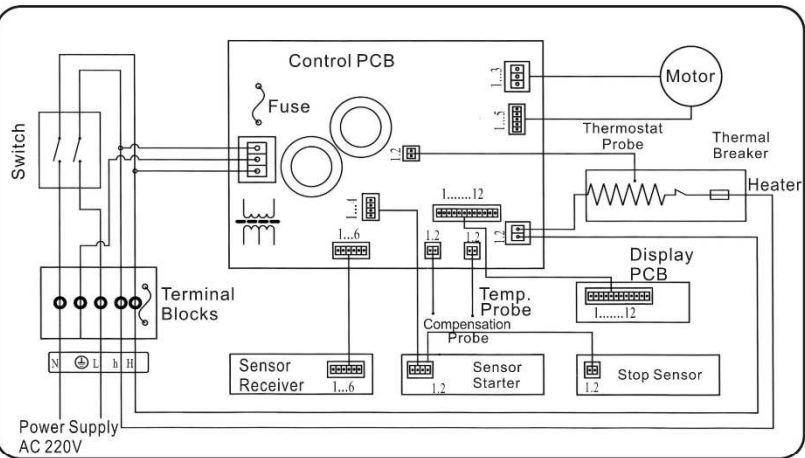 Control PCB
Fuse
Switch
1...3
Motor
1...5
Thermostat
Probe
Thermal
Breaker
1.2
Heater
1...4
1.......12
1...6
1.2
1.2
1.2
Display
PCB
1.......12
Temp.
Probe
Compensation
Probe
Terminal
Blocks
N
L
h
H
Sensor
Receiver
1...6
1.2
Sensor
Starter
1.2
Stop Sensor
Power Supply
AC 220V